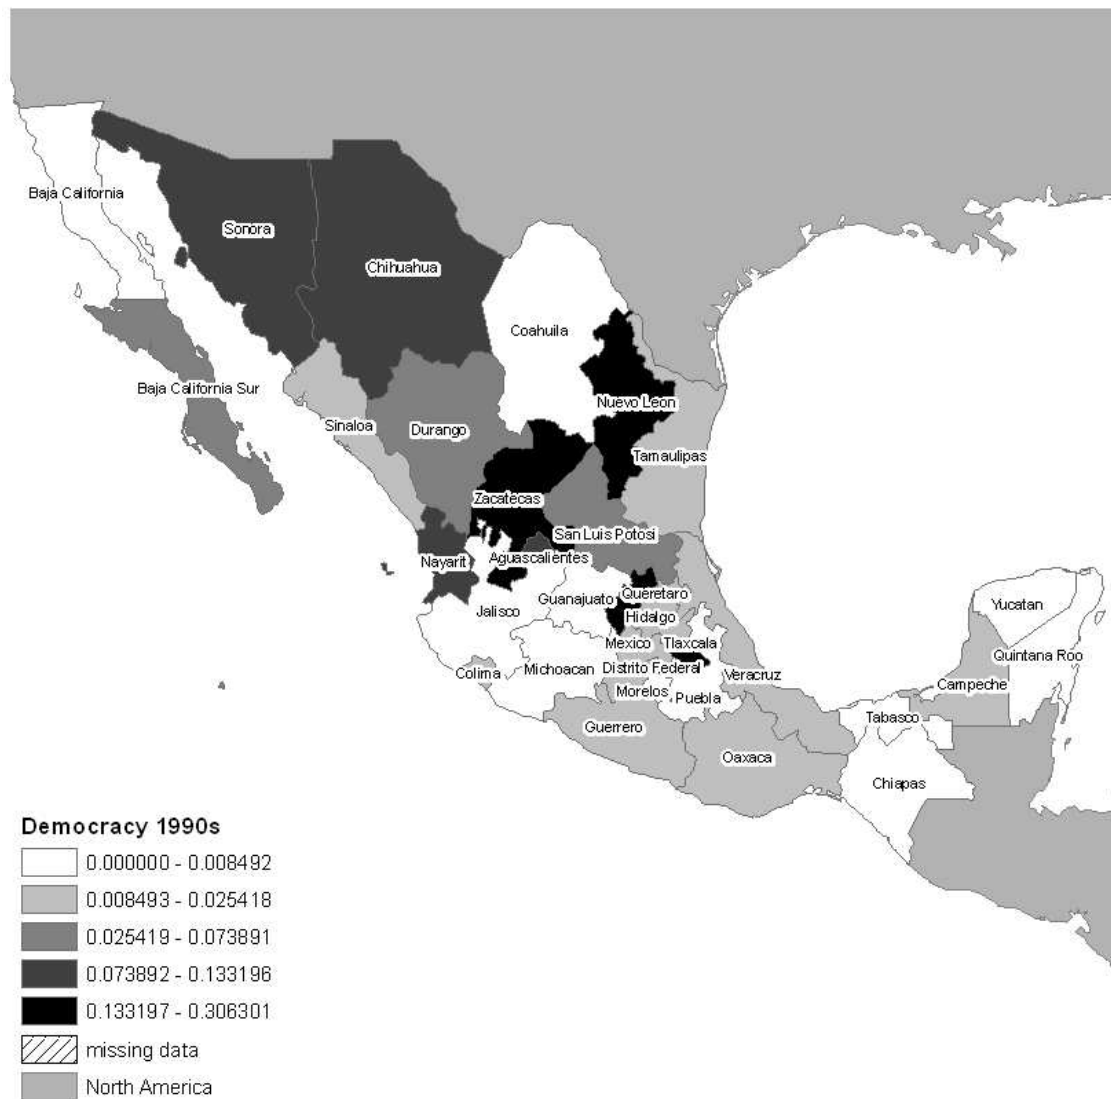 Baja California
Sonora
Chihuahua
Coahuila
Baja California Sur
Nuevo Leon
Sinaloa
Durango
Tamaulipas
Zacatecas
San Luis Potosi
Nayarit
Aguascalientes
Queretaro
Guanajuato
Yucatan
Jalisco
Hidalgo
Mexico
Tlaxcala
Quintana Roo
Colima
Michoacan
Distrito Federal
Veracruz
Campeche
Morelos
Puebla
Tabasco
Guerrero
Oaxaca
Chiapas
Democracy 1990s
0.000000 - 0.008492
0.008493 - 0.025418
0.025419 - 0.073891
0.073892 - 0.133196
0.133197 - 0.306301
missing data
North America